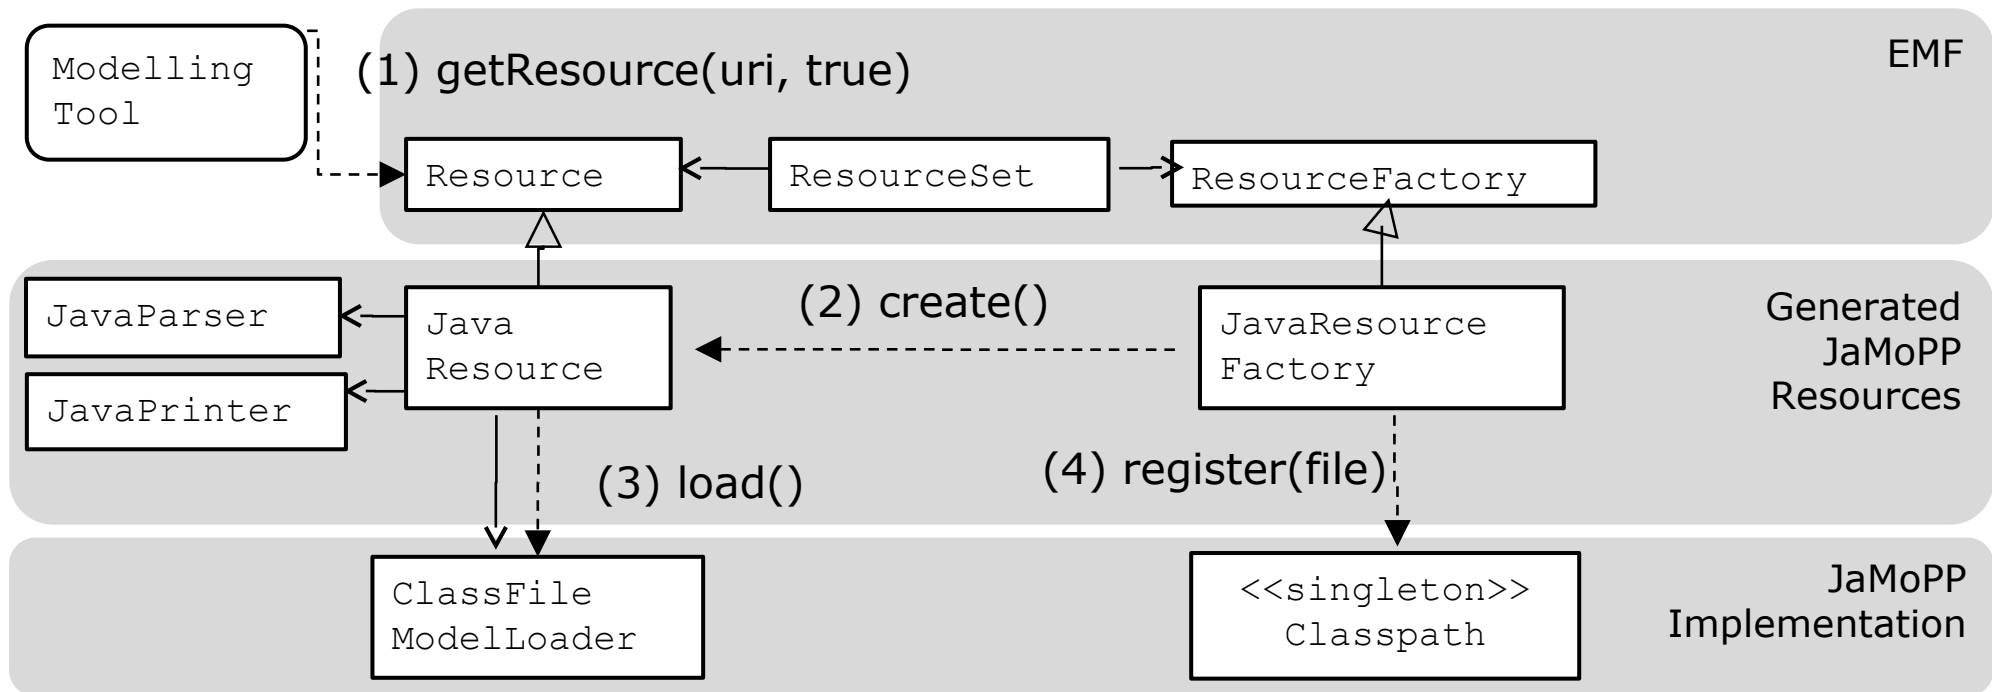 Modelling
Tool
(1) getResource(uri, true)
EMF
Resource
ResourceSet
ResourceFactory
JavaParser
JavaPrinter
Java
Resource
(2) create()
JavaResource
Factory
Generated
JaMoPP
Resources
(3) load()
(4) register(file)
ClassFile
ModelLoader
<<singleton>>
Classpath
JaMoPP
Implementation